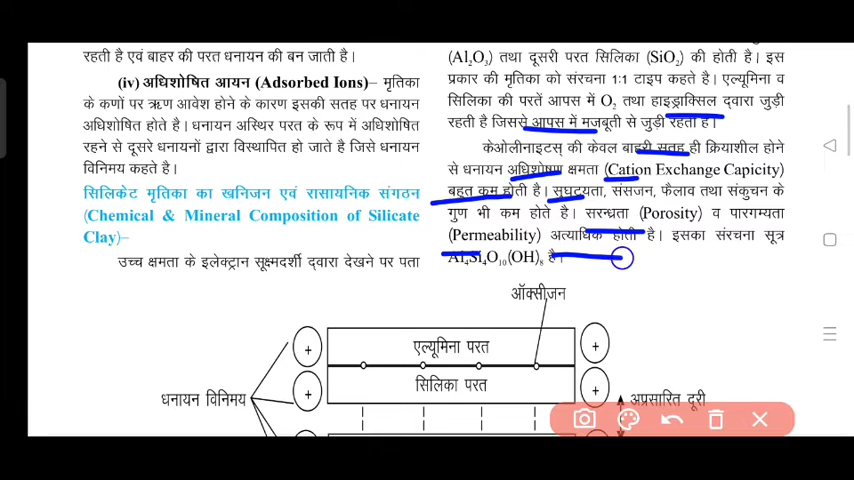 रहती है एवं बाहर की परत धनायन की बन जाती है।
(iv) अधिशोषित आयन (Adsorbed Ions)– मृतिका
के कणों पर ऋण आवेश होने के कारण इसकी सतह पर धनायन
अधिशोषित होते है। धनायन अस्थिर परत के रूप में अधिशोषित
रहने से दूसरे धनायनों द्वारा विस्थापित हो जाते है जिसे धनायन
विनिमय कहते है।
सिलिकेट मृतिका का खनिजन एवं रासायनिक संगठन
(Chemical & Mineral Composition of Silicate
Clay)–
उच्च क्षमता के इलेक्ट्रान सूक्ष्मदर्शी द्वारा देखने पर पता
(Al₂O₃) तथा दूसरी परत सिलिका (SiO₂) की होती है। इस
प्रकार की मृतिका को संरचना 1:1 टाइप कहते है। एल्यूमिना व
सिलिका की परतें आपस में O₂ तथा हाइड्राक्सिल द्वारा जुड़ी
रहती है जिससे आपस में मजबूती से जुड़ी रहती है।
केओलीनाइटस् की केवल बाहरी सतह ही क्रियाशील होने
से धनायन अधिशोषण क्षमता (Cation Exchange Capicity)
बहुत कम होती है। सुघटयता, संसजन, फैलाव तथा संकुचन के
गुण भी कम होते है। सरन्ध्रता (Porosity) व पारगम्यता
(Permeability) अत्याधिक होती है। इसका संरचना सूत्र
Al₄Si₄O₁₀(OH)₈ है।
ऑक्सीजन
एल्यूमिना परत
+
+
सिलिका परत
+
+
धनायन विनिमय
अप्रसारित दूरी